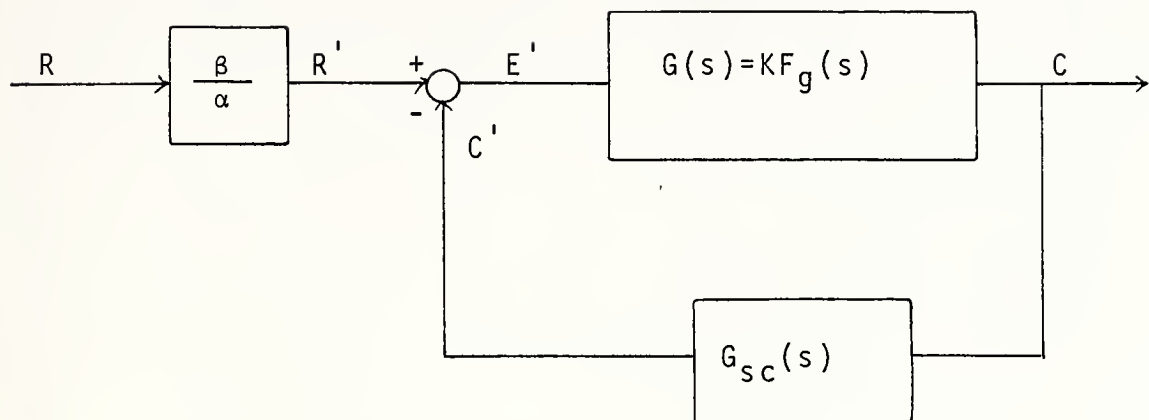 R
β
α
R'
+
-
E'
G(s)=KF_g(s)
C
C'
G_sc(s)